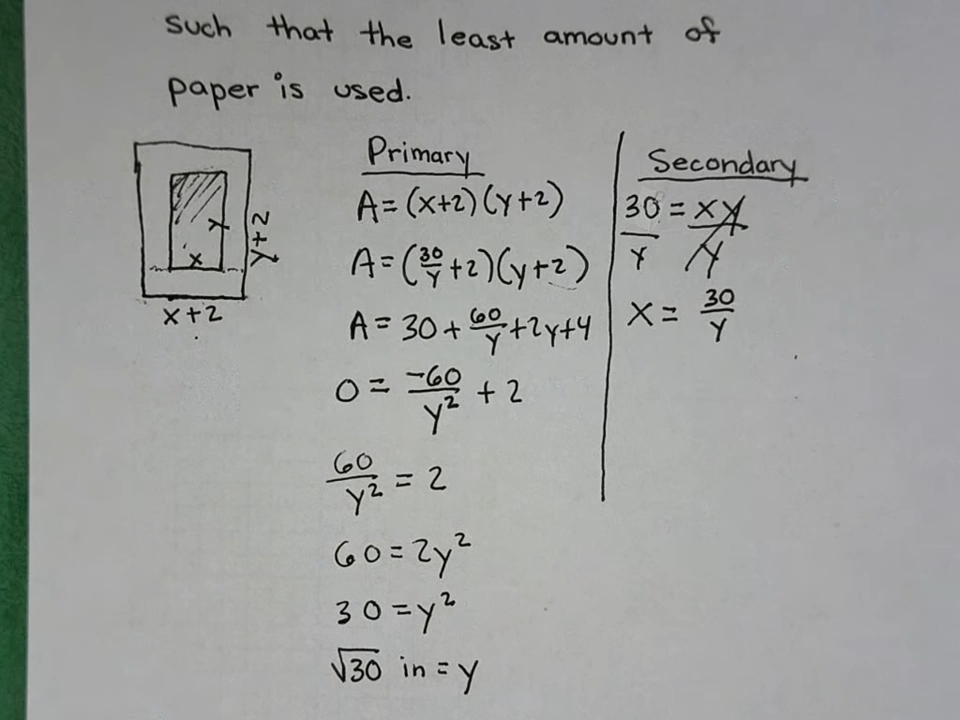 such that the least amount of
paper is used.
Primary
A = (x+2)(y+2)
A = (30/y + 2)(y+2)
A = 30 + 60/y + 2y + 4
0 = -60/y² + 2
60/y² = 2
60 = 2y²
30 = y²
√30 in = y
Secondary
30/y = xy/y
x = 30/y
y
x
y+2
x+2